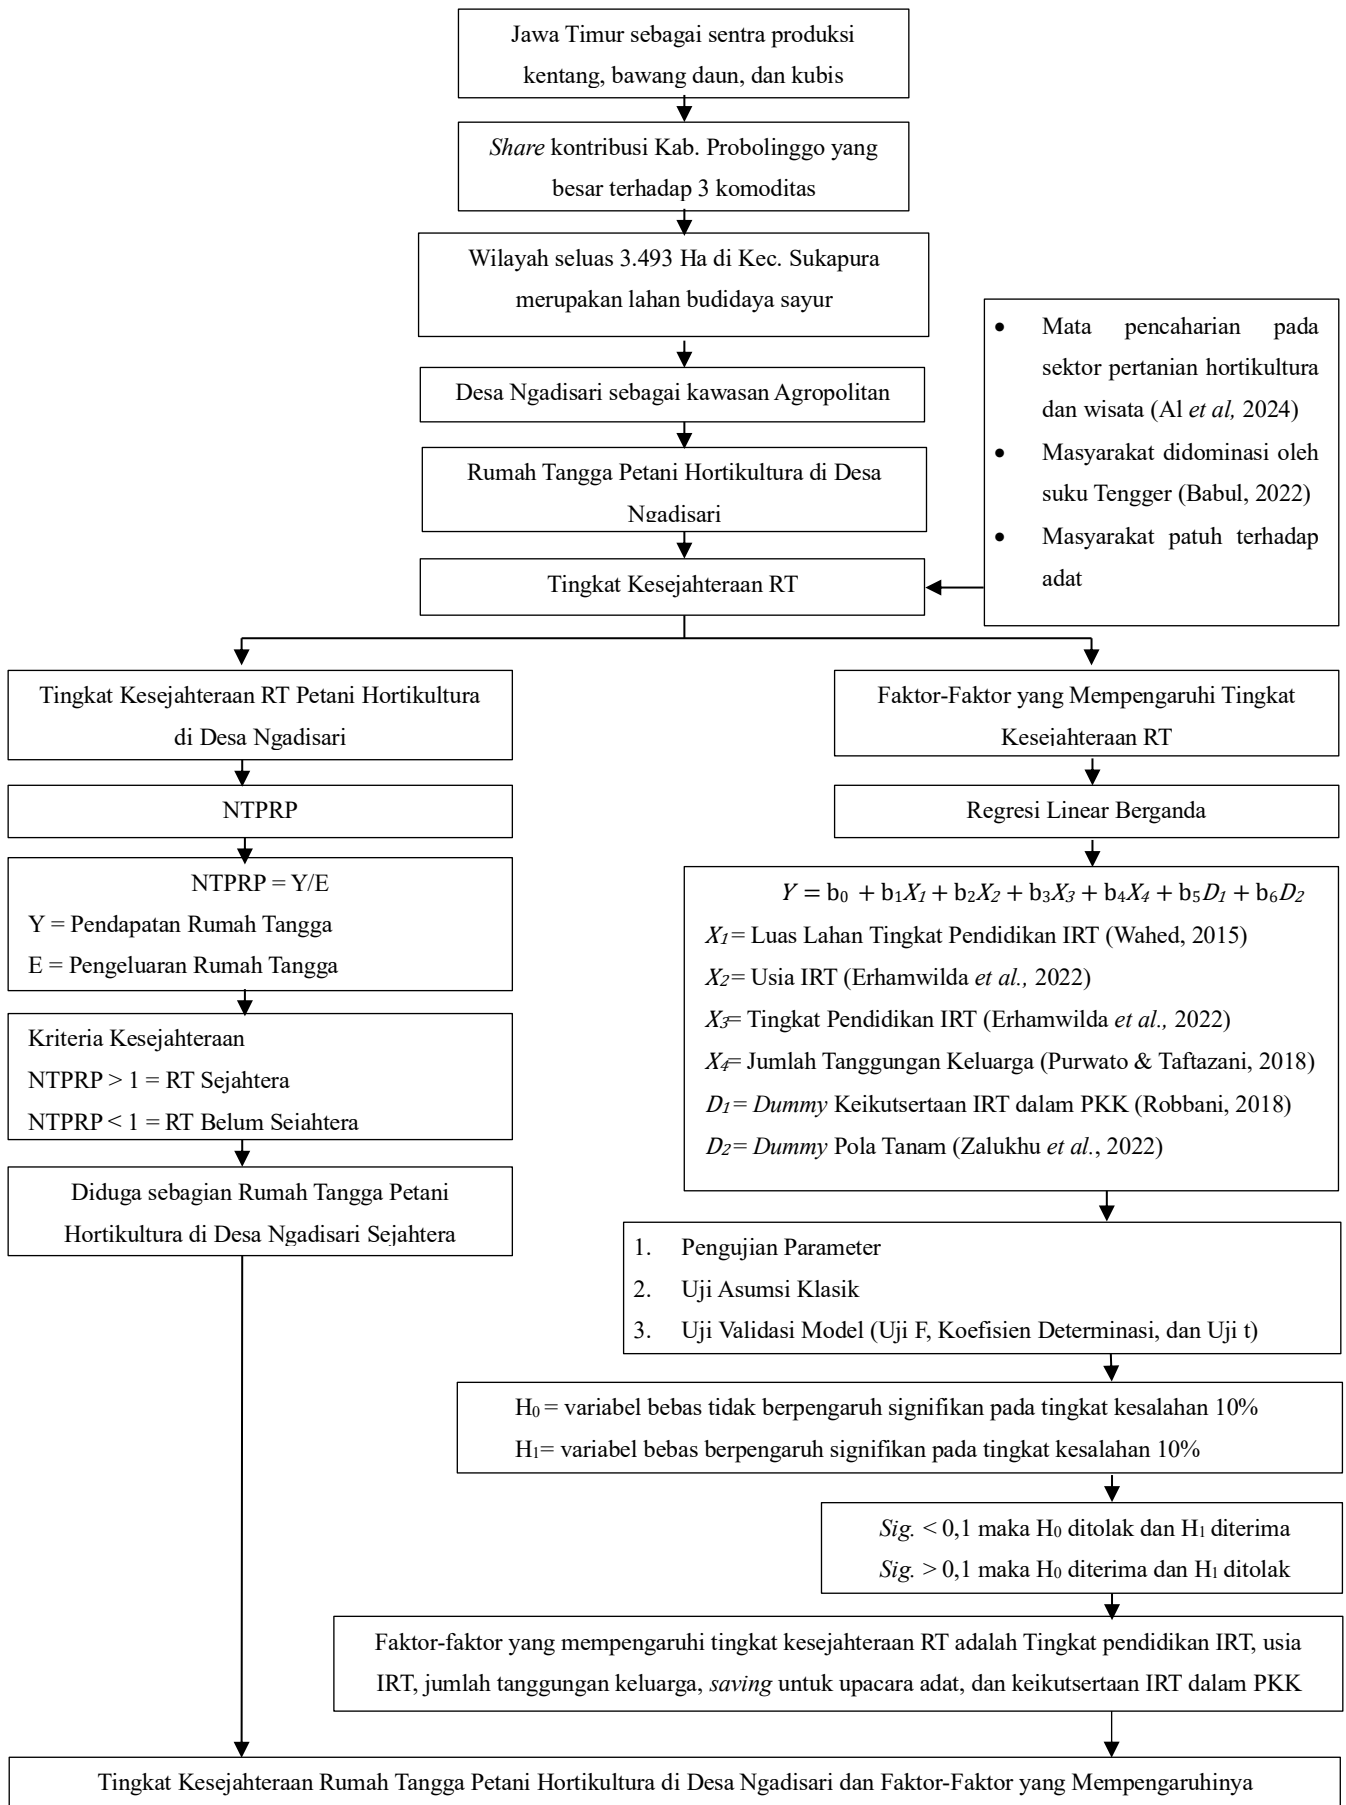 Jawa Timur sebagai sentra produksi
kentang, bawang daun, dan kubis
Share kontribusi Kab. Probolinggo yang
besar terhadap 3 komoditas
Wilayah seluas 3.493 Ha di Kec. Sukapura
merupakan lahan budidaya sayur
Desa Ngadisari sebagai kawasan Agropolitan
Rumah Tangga Petani Hortikultura di Desa
Ngadisari
Tingkat Kesejahteraan RT
• Mata pencaharian pada
sektor pertanian hortikultura
dan wisata (Al et al, 2024)
• Masyarakat didominasi oleh
suku Tengger (Babul, 2022)
• Masyarakat patuh terhadap
adat
Tingkat Kesejahteraan RT Petani Hortikultura
di Desa Ngadisari
NTPRP
NTPRP = Y/E
Y = Pendapatan Rumah Tangga
E = Pengeluaran Rumah Tangga
Kriteria Kesejahteraan
NTPRP > 1 = RT Sejahtera
NTPRP < 1 = RT Belum Sejahtera
Diduga sebagian Rumah Tangga Petani
Hortikultura di Desa Ngadisari Sejahtera
Faktor-Faktor yang Mempengaruhi Tingkat
Kesejahteraan RT
Regresi Linear Berganda
Y = b₀ + b₁X₁ + b₂X₂ + b₃X₃ + b₄X₄ + b₅D₁ + b₆D₂
X₁= Luas Lahan Tingkat Pendidikan IRT (Wahed, 2015)
X₂= Usia IRT (Erhamwilda et al., 2022)
X₃= Tingkat Pendidikan IRT (Erhamwilda et al., 2022)
X₄= Jumlah Tanggungan Keluarga (Purwato & Taftazani, 2018)
D₁= Dummy Keikutsertaan IRT dalam PKK (Robbani, 2018)
D₂= Dummy Pola Tanam (Zalukhu et al., 2022)
1. Pengujian Parameter
2. Uji Asumsi Klasik
3. Uji Validasi Model (Uji F, Koefisien Determinasi, dan Uji t)
H₀ = variabel bebas tidak berpengaruh signifikan pada tingkat kesalahan 10%
H₁= variabel bebas berpengaruh signifikan pada tingkat kesalahan 10%
Sig. < 0,1 maka H₀ ditolak dan H₁ diterima
Sig. > 0,1 maka H₀ diterima dan H₁ ditolak
Faktor-faktor yang mempengaruhi tingkat kesejahteraan RT adalah Tingkat pendidikan IRT, usia
IRT, jumlah tanggungan keluarga, saving untuk upacara adat, dan keikutsertaan IRT dalam PKK
Tingkat Kesejahteraan Rumah Tangga Petani Hortikultura di Desa Ngadisari dan Faktor-Faktor yang Mempengaruhinya